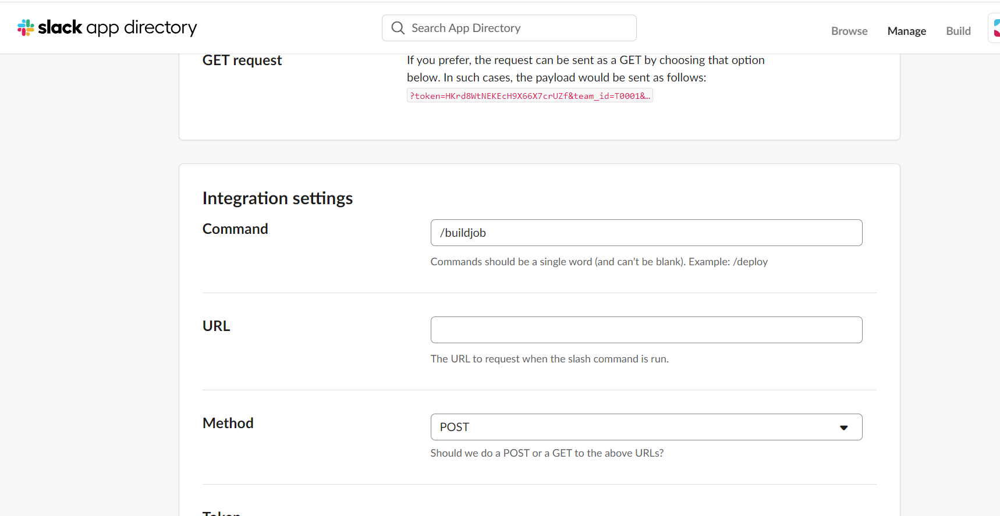 slack app directory
Search App Directory
Browse
Manage
Build
GET request
If you prefer, the request can be sent as a GET by choosing that option
below. In such cases, the payload would be sent as follows:
?token=HKrd8WtNEKEcH9X66X7crUZf&team_id=T0001&…
Integration settings
Command
/buildjob
Commands should be a single word (and can't be blank). Example: /deploy
URL
The URL to request when the slash command is run.
Method
POST
Should we do a POST or a GET to the above URLs?
Token